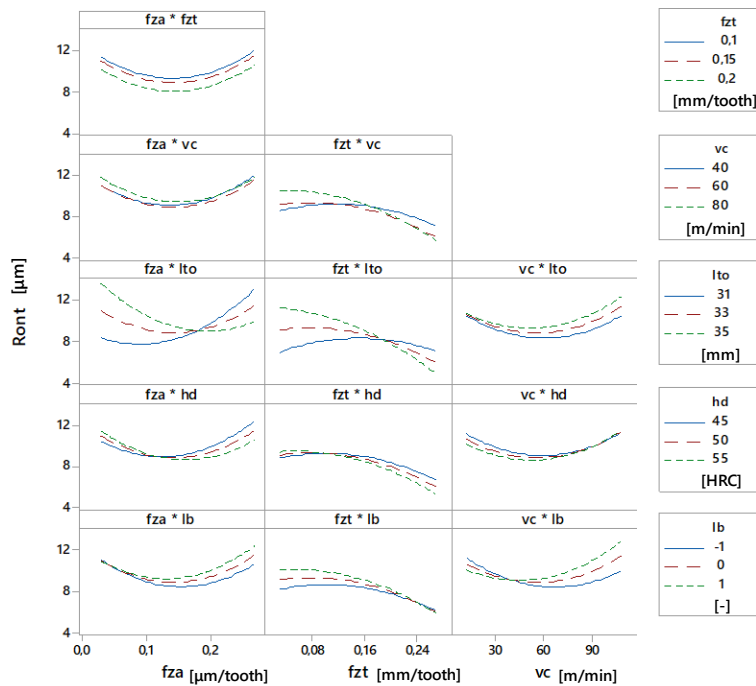 fza * fzt
fzt
0,1
0,15
0,2
[mm/tooth]
12
8
4
fza * vc
fzt * vc
vc
40
60
80
[m/min]
12
8
4
fza * lto
fzt * lto
vc * lto
lto
31
33
35
[mm]
12
8
4
Ront [µm]
fza * hd
fzt * hd
vc * hd
hd
45
50
55
[HRC]
12
8
4
fza * lb
fzt * lb
vc * lb
lb
-1
0
1
[-]
12
8
4
0,0 0,1 0,2 0,08 0,16 0,24 30 60 90
fza [µm/tooth] fzt [mm/tooth] vc [m/min]